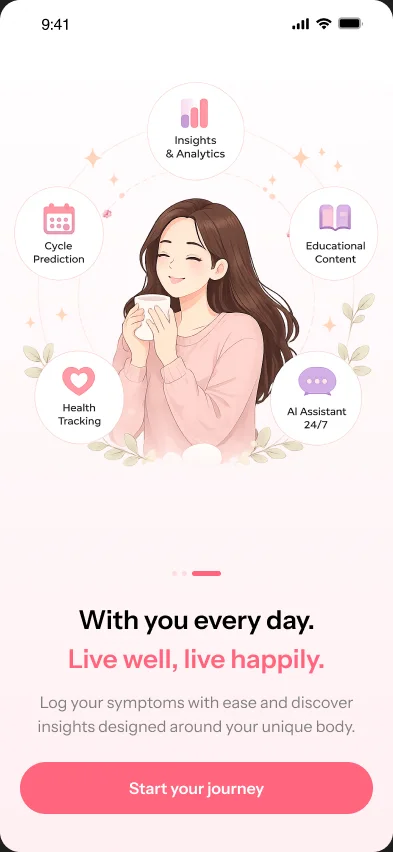 9:41
Insights
& Analytics
Cycle
Prediction
Educational
Content
Health
Tracking
AI Assistant
24/7
With you every day.
Live well, live happily.
Log your symptoms with ease and discover
insights designed around your unique body.
Start your journey